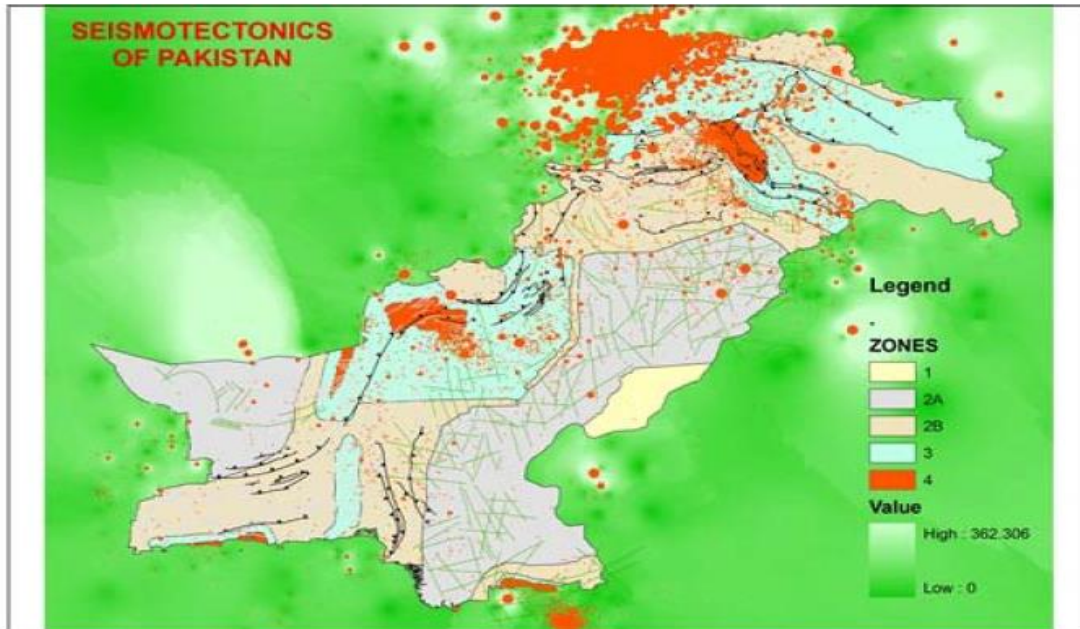 SEISMOTECTONICS
OF PAKISTAN
Legend
ZONES
1
2A
2B
3
4
Value
High : 362.306
Low : 0